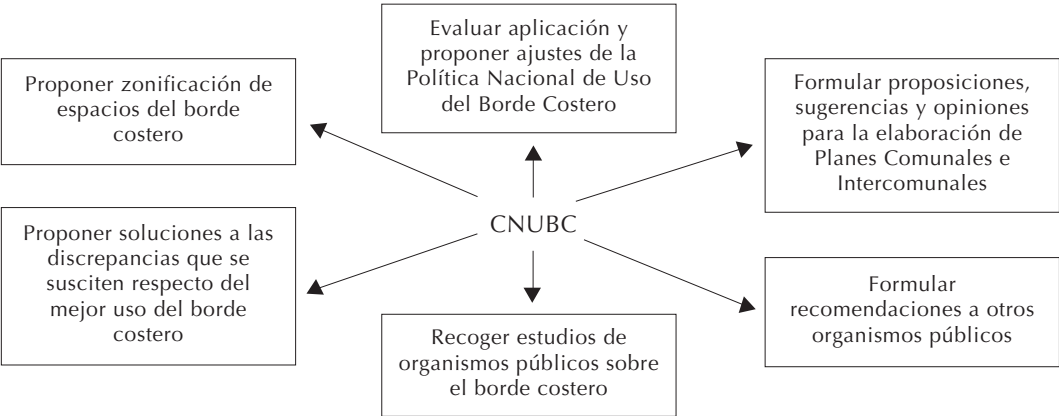 Evaluar aplicación y
proponer ajustes de la
Política Nacional de Uso
del Borde Costero
Proponer zonificación de
espacios del borde
costero
Formular proposiciones,
sugerencias y opiniones
para la elaboración de
Planes Comunales e
Intercomunales
CNUBC
Proponer soluciones a las
discrepancias que se
susciten respecto del
mejor uso del borde
costero
Recoger estudios de
organismos públicos sobre
el borde costero
Formular
recomendaciones a otros
organismos públicos